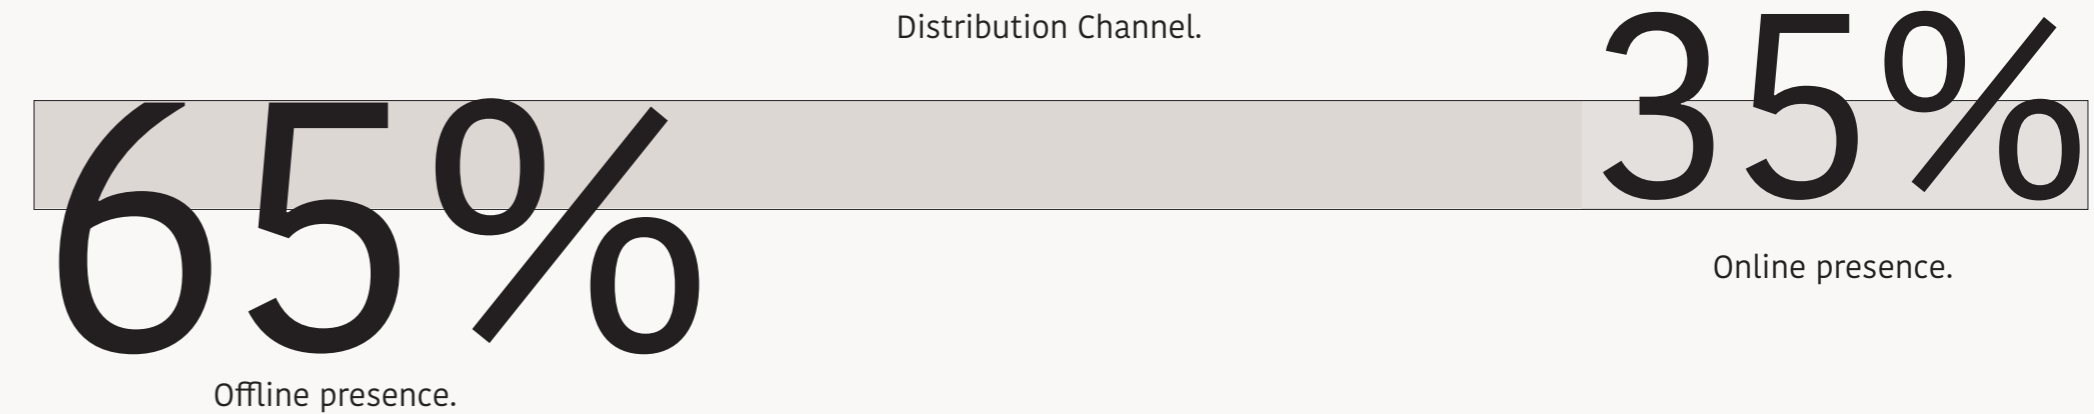 Distribution Channel.
65%
Offline presence.
35%
Online presence.